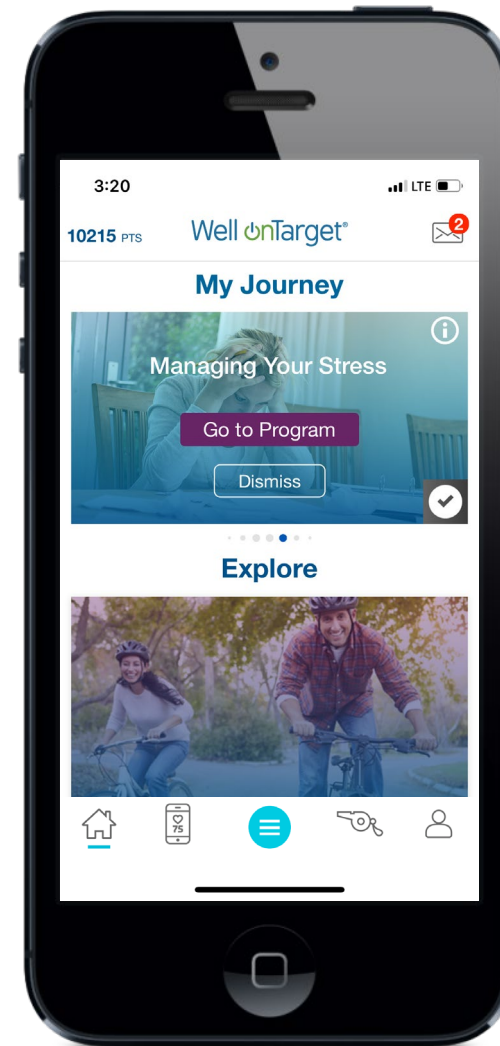 3:20
LTE
10215 PTS
Well onTarget®
2
My Journey
Managing Your Stress
Go to Program
Dismiss
Explore
75